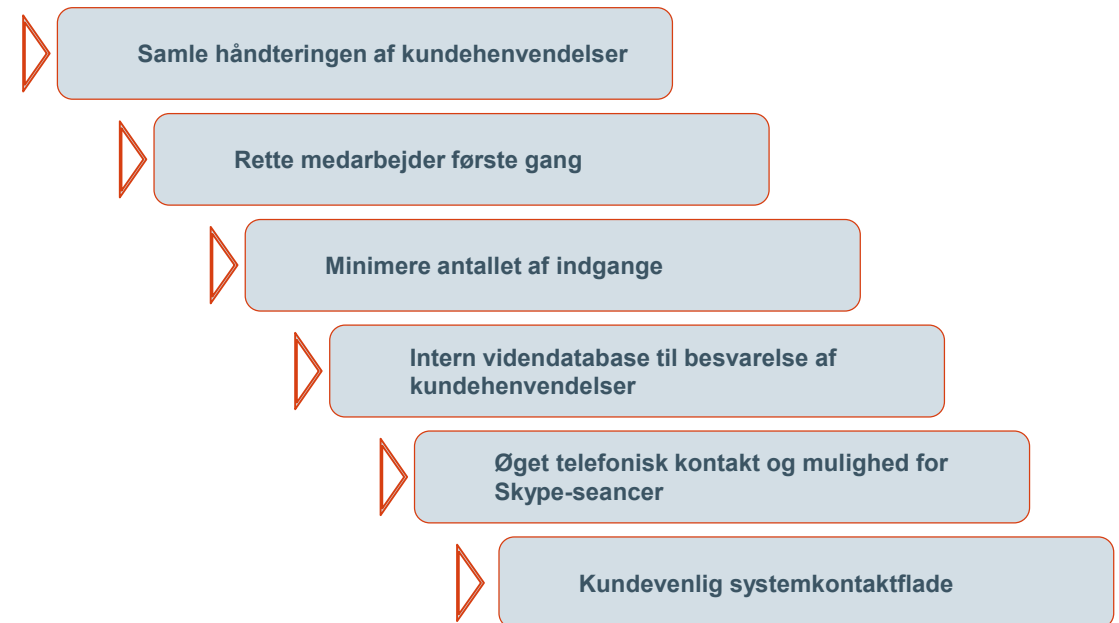 Samle håndteringen af kundehenvendelser
Rette medarbejder første gang
Minimere antallet af indgange
Intern videndatabase til besvarelse af
kundehenvendelser
Øget telefonisk kontakt og mulighed for
Skype-seancer
Kundevenlig systemkontaktflade